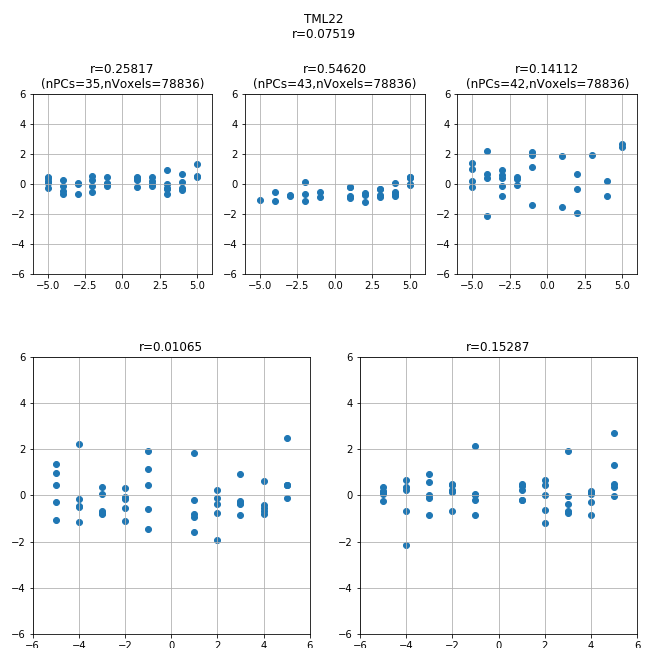 TML22
r=0.07519
r=0.25817
(nPCs=35,nVoxels=78836)
r=0.54620
(nPCs=43,nVoxels=78836)
r=0.14112
(nPCs=42,nVoxels=78836)
6
4
2
0
−2
−4
−6
−5.0 −2.5 0.0 2.5 5.0
6
4
2
0
−2
−4
−6
−5.0 −2.5 0.0 2.5 5.0
6
4
2
0
−2
−4
−6
−5.0 −2.5 0.0 2.5 5.0
r=0.01065
6
4
2
0
−2
−4
−6
−6 −4 −2 0 2 4 6
r=0.15287
6
4
2
0
−2
−4
−6
−6 −4 −2 0 2 4 6